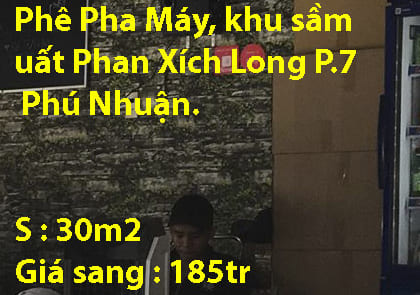 Phê Pha Máy, khu sầm
uất Phan Xích Long P.7
Phú Nhuận.
S : 30m2
Giá sang : 185tr